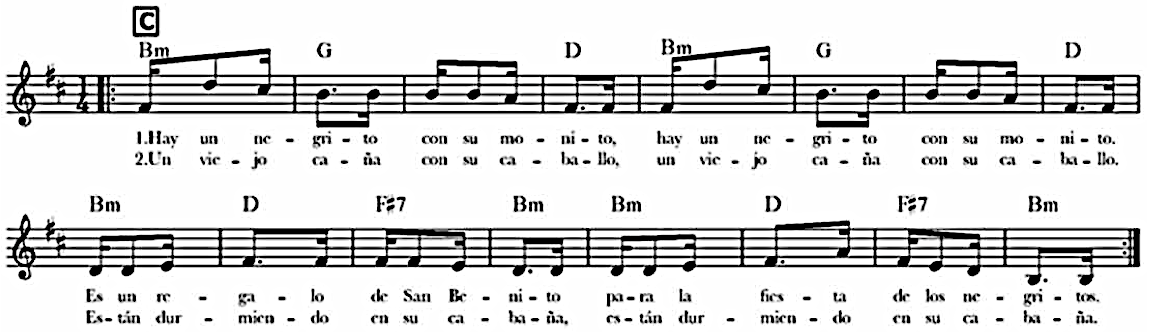 C
Bm G D Bm G D
1 4
1.Hay un ne - gri - to con su mo - ni - to, hay un ne - gri - to con su mo - ni - to.
2.Un vie - jo ca - ña con su ca - ba - llo, un vie - jo ca - ña con su ca - ba - llo.
Bm D F♯7 Bm Bm D F♯7 Bm
Es un re - ga - lo de San Be - ni - to pa - ra la fies - ta de los ne - gri - tos.
Es - tán dur - mien - do en su ca - ba - ña, es - tán dur - mien - do en su ca - ba - ña.